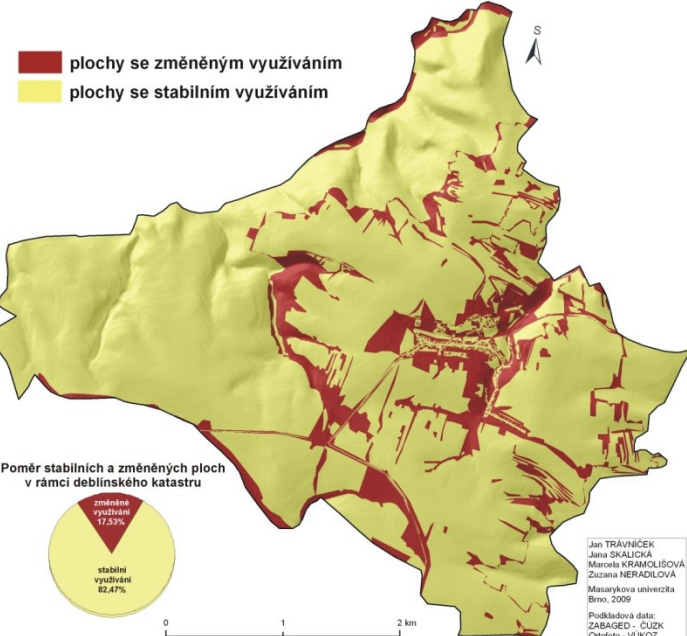 S
plochy se změněným využíváním
plochy se stabilním využíváním
Poměr stabilních a změněných ploch
v rámci deblínského katastru
změněné
využívání
17,53%
stabilní
využívání
82,47%
0 1 2 km
Jan TRÁVNÍČEK
Jana SKALICKÁ
Marcela KRAMOLIŠOVÁ
Zuzana NERADILOVÁ
Masarykova univerzita
Brno, 2009
Podkladová data:
ZABAGED - ČÚZK
Ortofoto - VÚKOZ